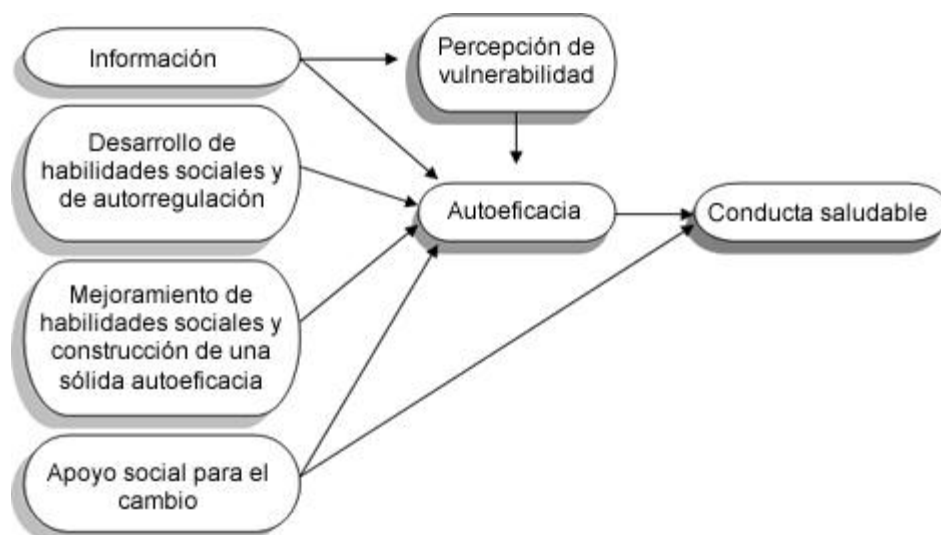 Información
Percepción de
vulnerabilidad
Desarrollo de
habilidades sociales y
de autorregulación
Autoeficacia
Conducta saludable
Mejoramiento de
habilidades sociales y
construcción de una
sólida autoeficacia
Apoyo social para el
cambio